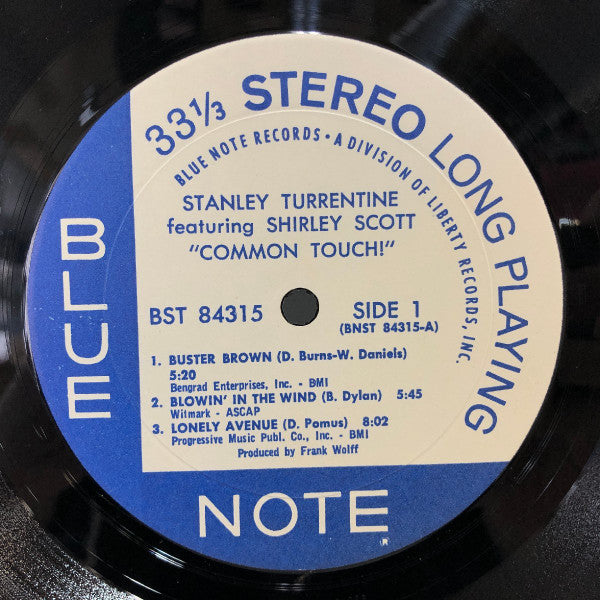 33⅓ STEREO LONG PLAYING
BLUE NOTE RECORDS • A DIVISION OF LIBERTY RECORDS, INC.
STANLEY TURRENTINE
featuring SHIRLEY SCOTT
"COMMON TOUCH!"
BST 84315
SIDE 1
(BNST 84315-A)
1. BUSTER BROWN (D. Burns-W. Daniels)
5:20
Bengrad Enterprises, Inc. - BMI
2. BLOWIN' IN THE WIND (B. Dylan) 5:45
Witmark - ASCAP
3. LONELY AVENUE (D. Pomus) 8:02
Progressive Music Publ. Co., Inc. - BMI
Produced by Frank Wolff
BLUE
NOTE